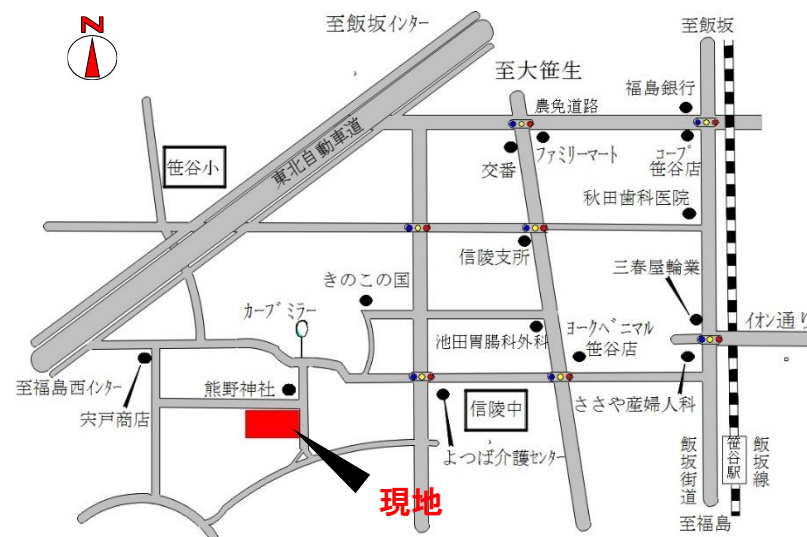 N
至飯坂インター
至飯坂
至大笹生
福島銀行
農免道路
東北自動車道
笹谷小
交番
ファミリーマート
コープ
笹谷店
秋田歯科医院
信陵支所
三春屋輪業
きのこの国
カーブミラー
イオン通り
池田胃腸科外科
ヨークベニマル
笹谷店
至福島西インター
宍戸商店
熊野神社
信陵中
ささや産婦人科
よつば介護センター
飯坂街道
笹谷駅
飯坂線
現地
至福島